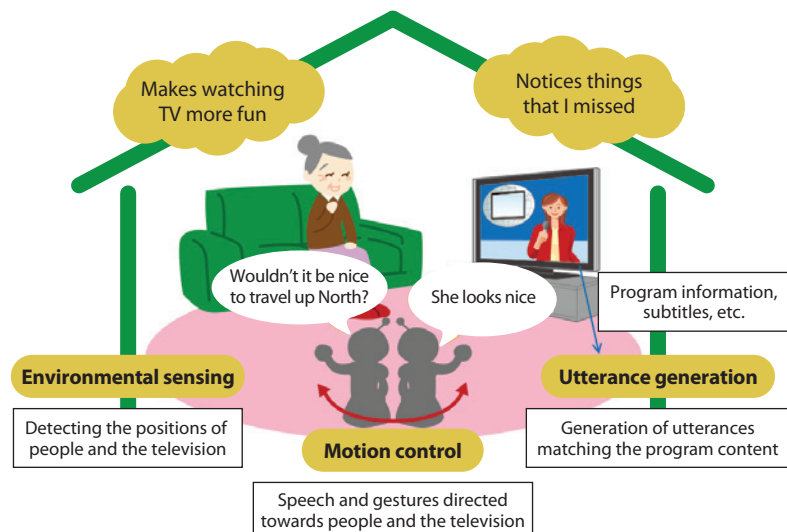 Makes watching
TV more fun
Notices things
that I missed
Wouldn’t it be nice
to travel up North?
She looks nice
Program information,
subtitles, etc.
Environmental sensing
Detecting the positions of
people and the television
Motion control
Speech and gestures directed
towards people and the television
Utterance generation
Generation of utterances
matching the program content